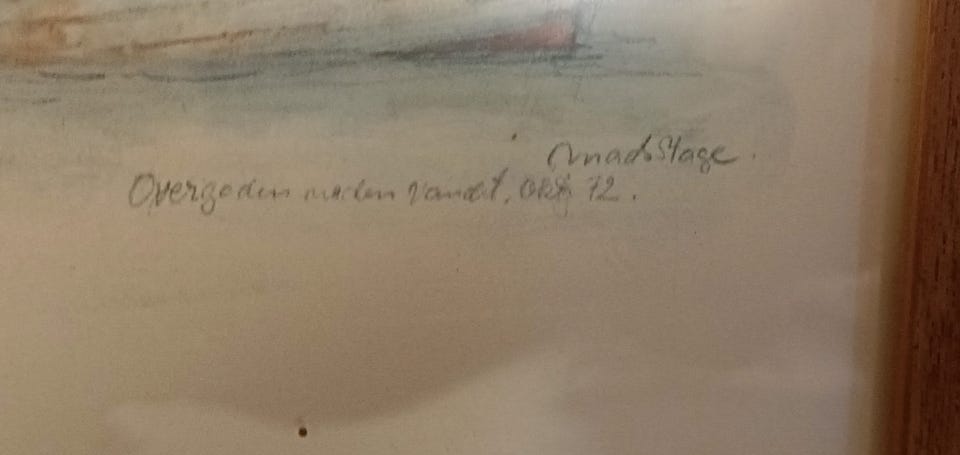 Mads Stage
Overgaden neden Vandet, okt 72.